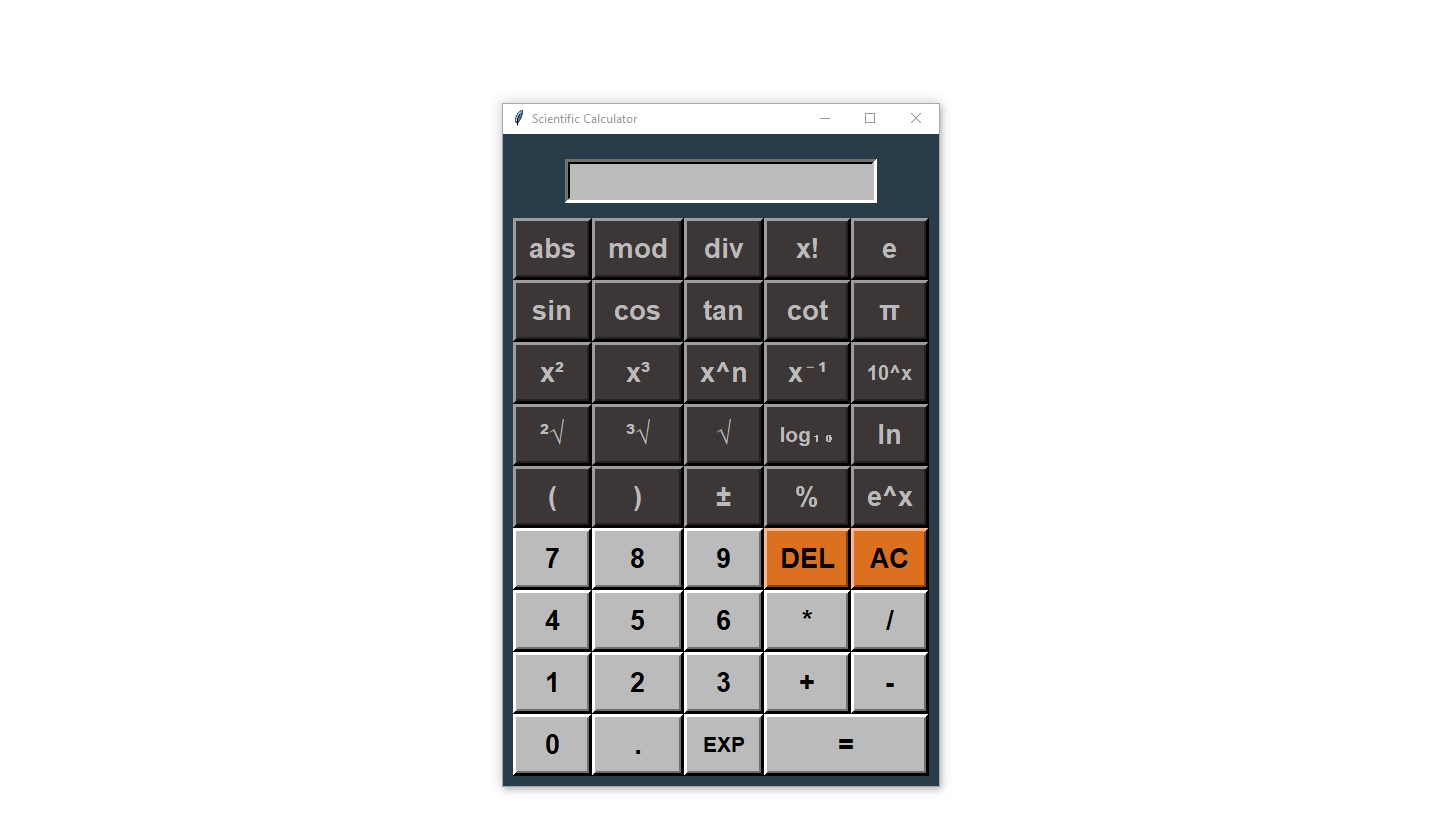 Scientific Calculator
abs mod div x! e
sin cos tan cot π
x² x³ x^n x⁻¹ 10^x
²√ ³√ √ log₁₀ ln
( ) ± % e^x
7 8 9 DEL AC
4 5 6 * /
1 2 3 + -
0 . EXP =